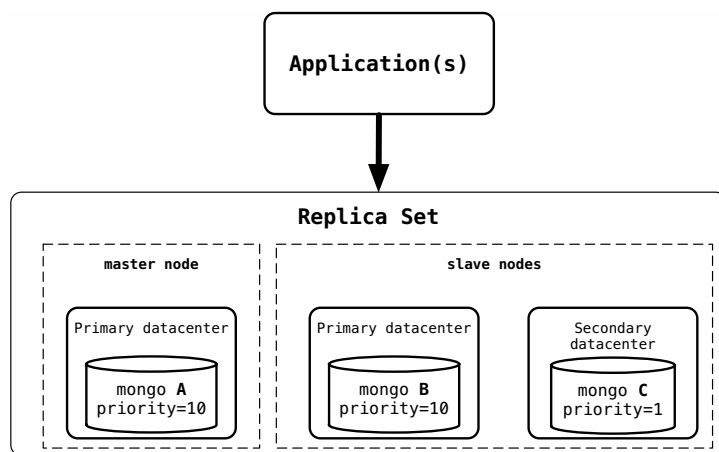 Application(s)
Replica Set
master node
slave nodes
Primary datacenter
mongo A
priority=10
Primary datacenter
mongo B
priority=10
Secondary
datacenter
mongo C
priority=1